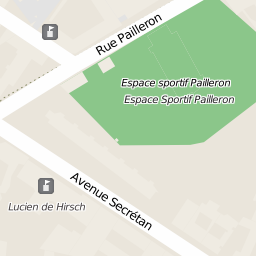 Rue Pailleron
Espace sportif Pailleron
Espace Sportif Pailleron
Avenue Secrétan
Lucien de Hirsch